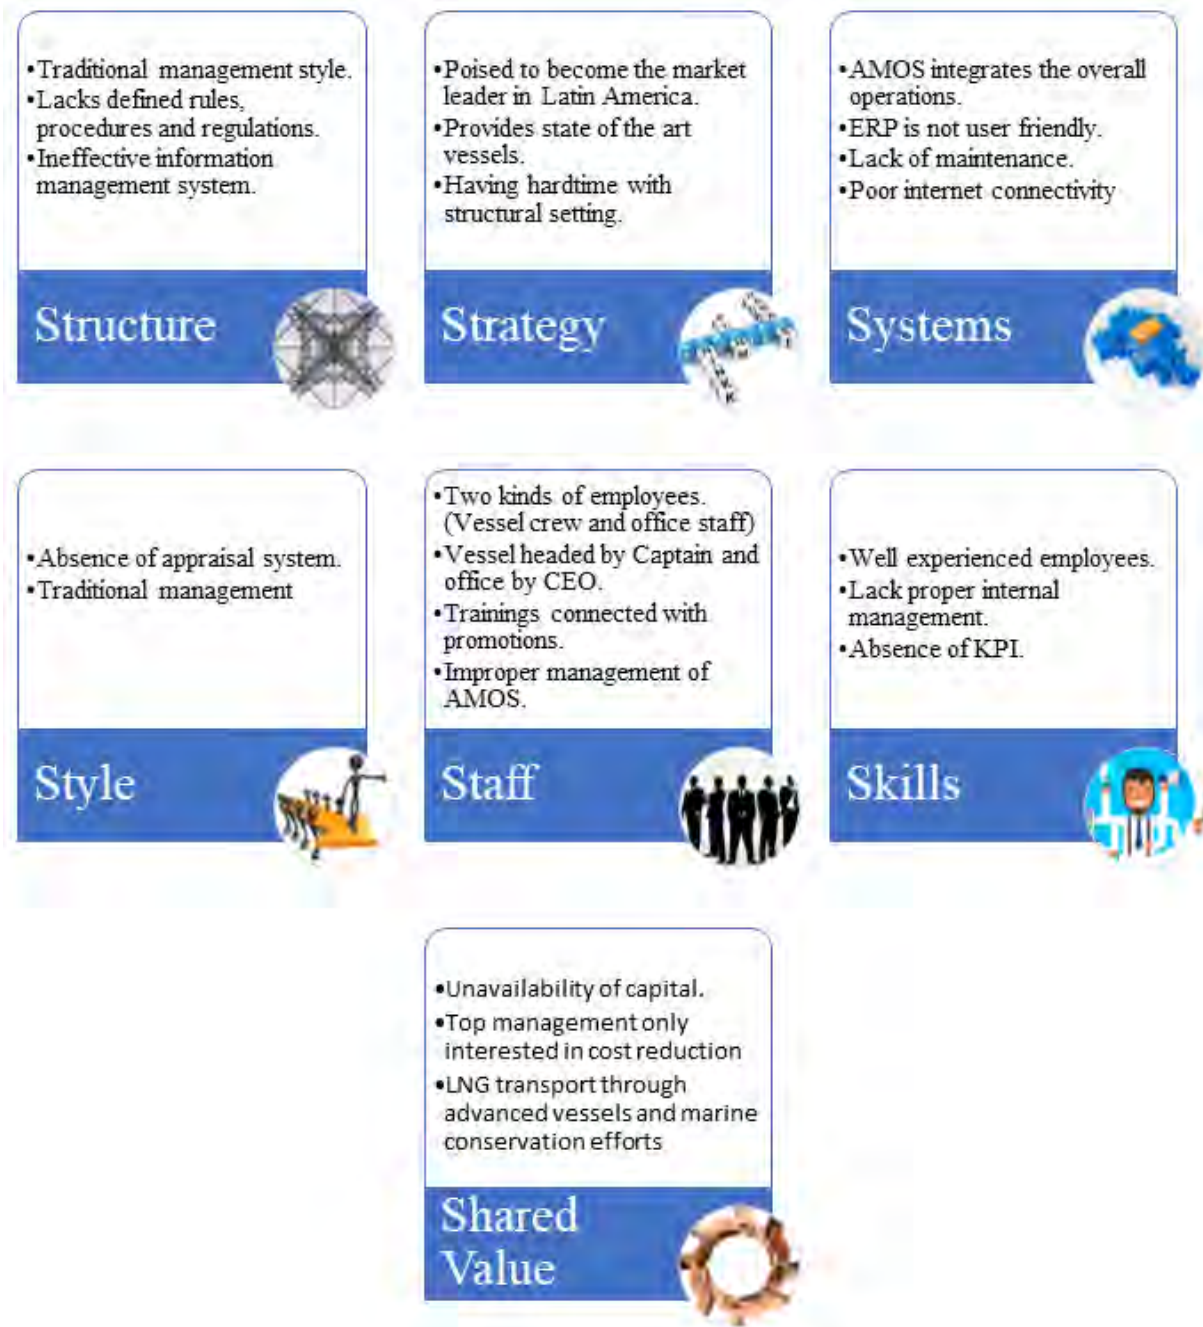 •Traditional management style.
•Lacks defined rules,
procedures and regulations.
•Ineffective information
management system.
Structure
•Poised to become the market
leader in Latin America.
•Provides state of the art
vessels.
•Having hardtime with
structural setting.
Strategy
•AMOS integrates the overall
operations.
•ERP is not user friendly.
•Lack of maintenance.
•Poor internet connectivity
Systems
•Absence of appraisal system.
•Traditional management
Style
•Two kinds of employees.
(Vessel crew and office staff)
•Vessel headed by Captain and
office by CEO.
•Trainings connected with
promotions.
•Improper management of
AMOS.
Staff
•Well experienced employees.
•Lack proper internal
management.
•Absence of KPI.
Skills
•Unavailability of capital.
•Top management only
interested in cost reduction
•LNG transport through
advanced vessels and marine
conservation efforts
Shared
Value